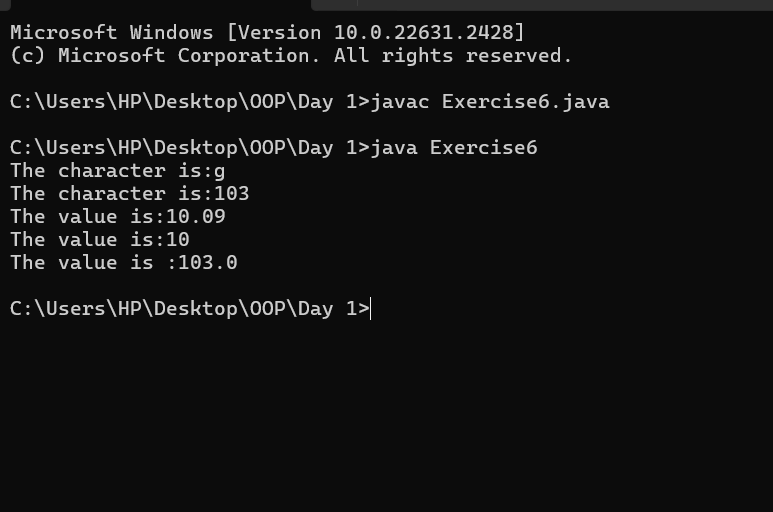 Microsoft Windows [Version 10.0.22631.2428]
(c) Microsoft Corporation. All rights reserved.
C:\Users\HP\Desktop\OOP\Day 1>javac Exercise6.java
C:\Users\HP\Desktop\OOP\Day 1>java Exercise6
The character is:g
The character is:103
The value is:10.09
The value is:10
The value is :103.0
C:\Users\HP\Desktop\OOP\Day 1>